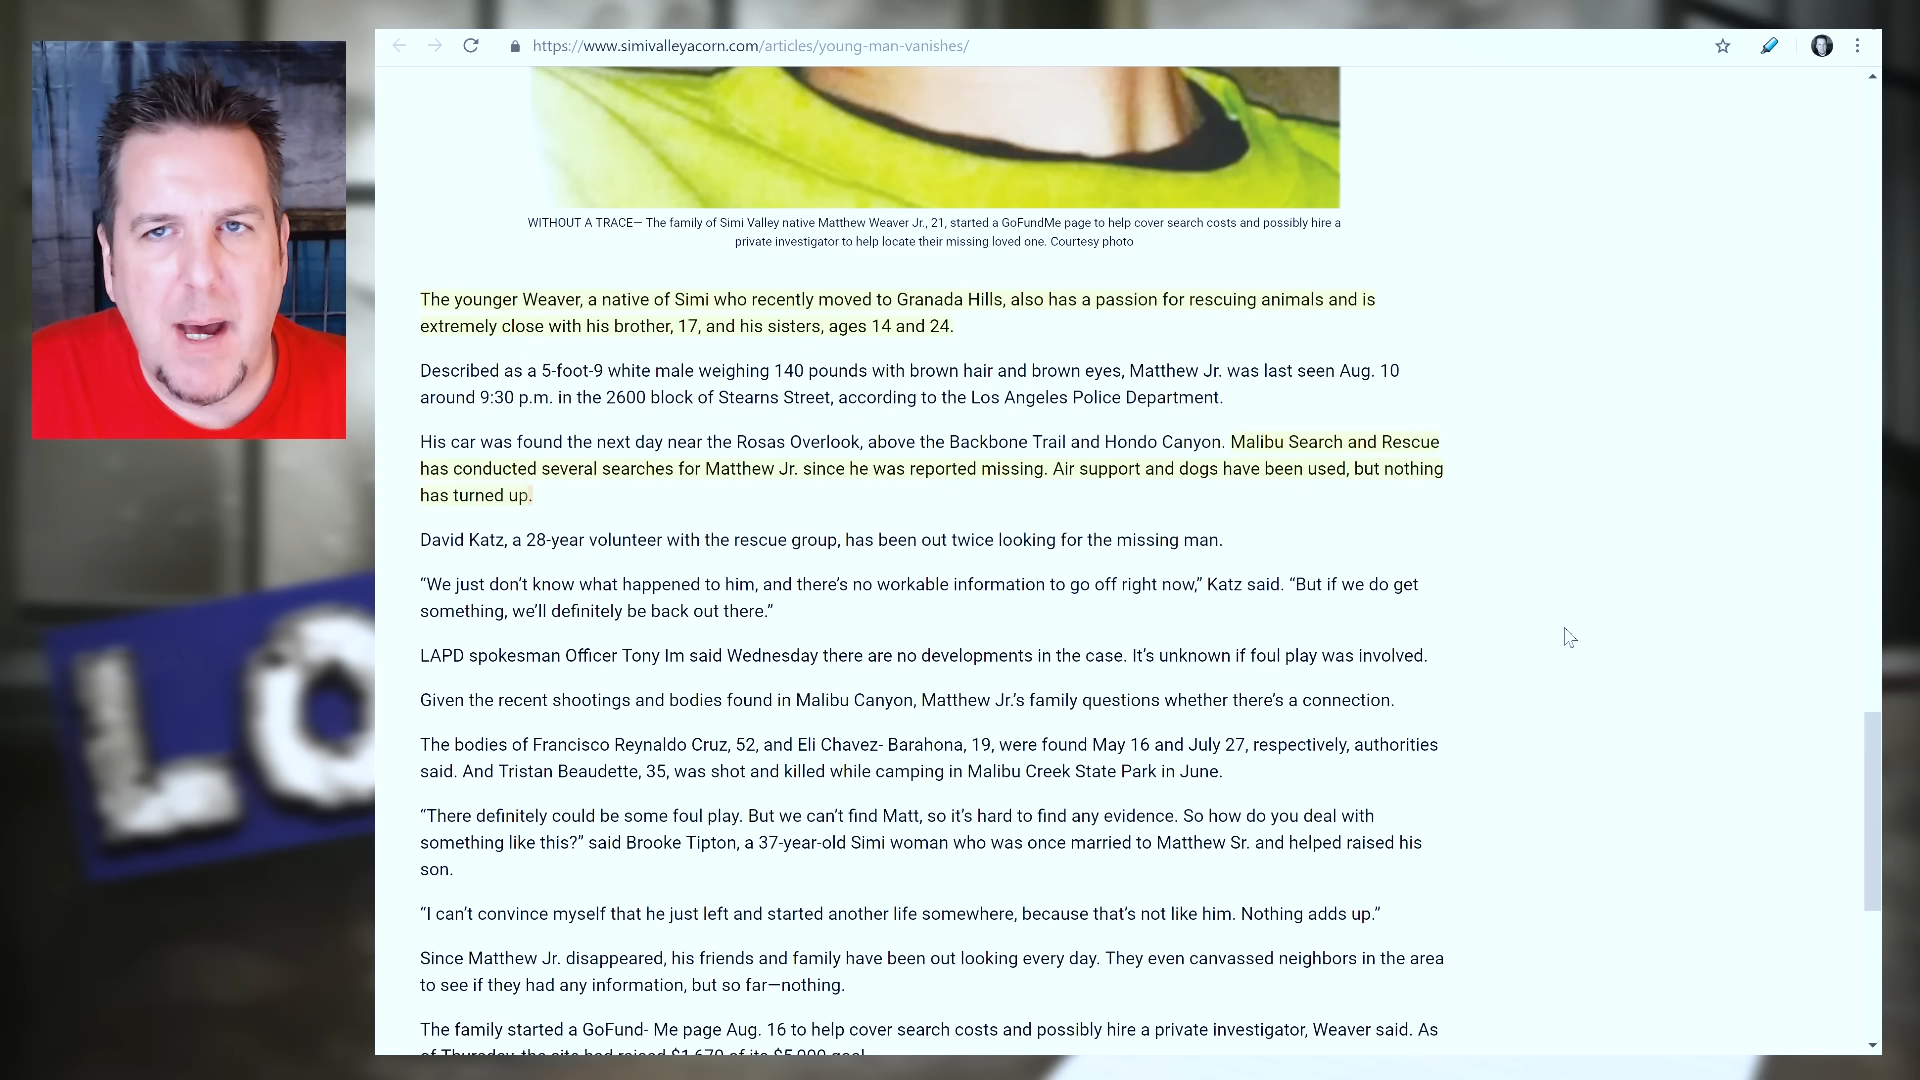 https://www.simivalleyacorn.com/articles/young-man-vanishes/
WITHOUT A TRACE— The family of Simi Valley native Matthew Weaver Jr., 21, started a GoFundMe page to help cover search costs and possibly hire a
private investigator to help locate their missing loved one. Courtesy photo
The younger Weaver, a native of Simi who recently moved to Granada Hills, also has a passion for rescuing animals and is
extremely close with his brother, 17, and his sisters, ages 14 and 24.
Described as a 5-foot-9 white male weighing 140 pounds with brown hair and brown eyes, Matthew Jr. was last seen Aug. 10
around 9:30 p.m. in the 2600 block of Stearns Street, according to the Los Angeles Police Department.
His car was found the next day near the Rosas Overlook, above the Backbone Trail and Hondo Canyon. Malibu Search and Rescue
has conducted several searches for Matthew Jr. since he was reported missing. Air support and dogs have been used, but nothing
has turned up.
David Katz, a 28-year volunteer with the rescue group, has been out twice looking for the missing man.
“We just don’t know what happened to him, and there’s no workable information to go off right now,” Katz said. “But if we do get
something, we’ll definitely be back out there.”
LAPD spokesman Officer Tony Im said Wednesday there are no developments in the case. It’s unknown if foul play was involved.
Given the recent shootings and bodies found in Malibu Canyon, Matthew Jr.’s family questions whether there’s a connection.
The bodies of Francisco Reynaldo Cruz, 52, and Eli Chavez- Barahona, 19, were found May 16 and July 27, respectively, authorities
said. And Tristan Beaudette, 35, was shot and killed while camping in Malibu Creek State Park in June.
“There definitely could be some foul play. But we can’t find Matt, so it’s hard to find any evidence. So how do you deal with
something like this?” said Brooke Tipton, a 37-year-old Simi woman who was once married to Matthew Sr. and helped raised his
son.
“I can’t convince myself that he just left and started another life somewhere, because that’s not like him. Nothing adds up.”
Since Matthew Jr. disappeared, his friends and family have been out looking every day. They even canvassed neighbors in the area
to see if they had any information, but so far—nothing.
The family started a GoFund- Me page Aug. 16 to help cover search costs and possibly hire a private investigator, Weaver said. As
of Thursday, the site had raised $1,670 of its $5,000 goal.
LO